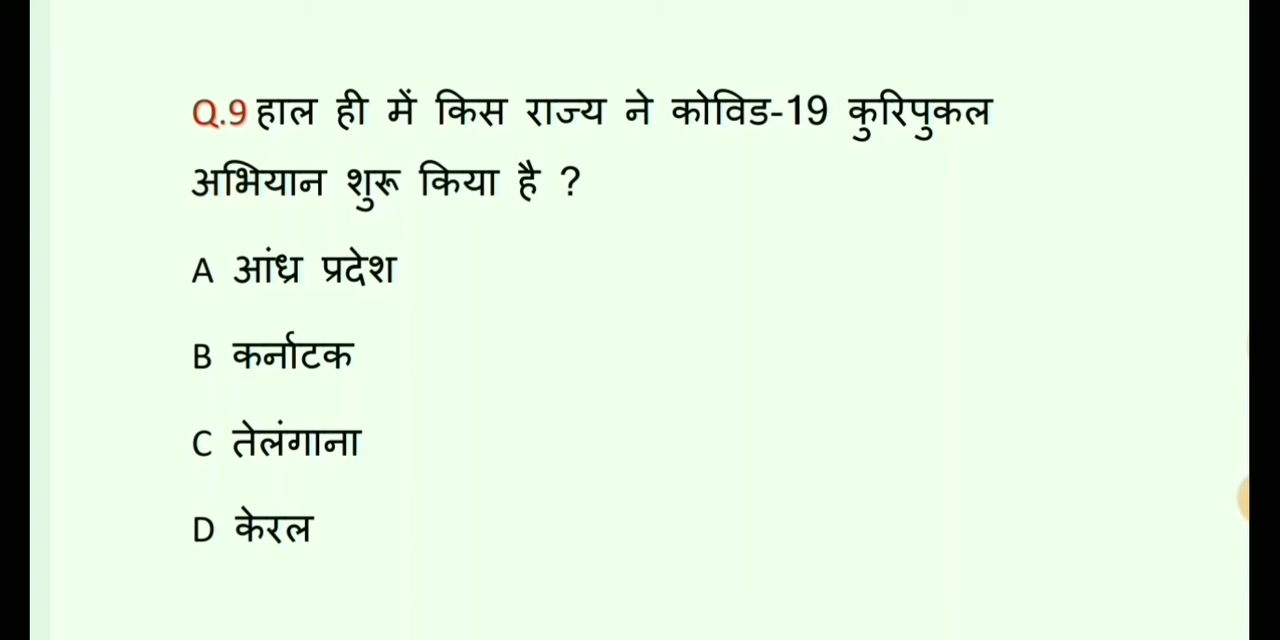 Q.9 हाल ही में किस राज्य ने कोविड-19 कुरिपुकल
अभियान शुरू किया है ?
A आंध्र प्रदेश
B कर्नाटक
C तेलंगाना
D केरल